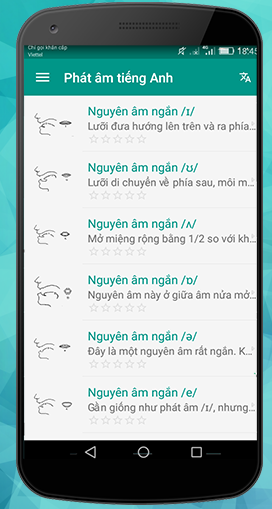 Chỉ gọi khẩn cấp
Viettel
4G
18:45
Phát âm tiếng Anh
Nguyên âm ngắn /ɪ/
Lưỡi đưa hướng lên trên và ra phía...
Nguyên âm ngắn /ʊ/
Lưỡi di chuyển về phía sau, môi m...
Nguyên âm ngắn /ʌ/
Mở miệng rộng bằng 1/2 so với kh...
Nguyên âm ngắn /ɒ/
Nguyên âm này ở giữa âm nửa mở...
Nguyên âm ngắn /ə/
Đây là một nguyên âm rất ngắn. K...
Nguyên âm ngắn /e/
Gần giống như phát âm /ɪ/, nhưng...